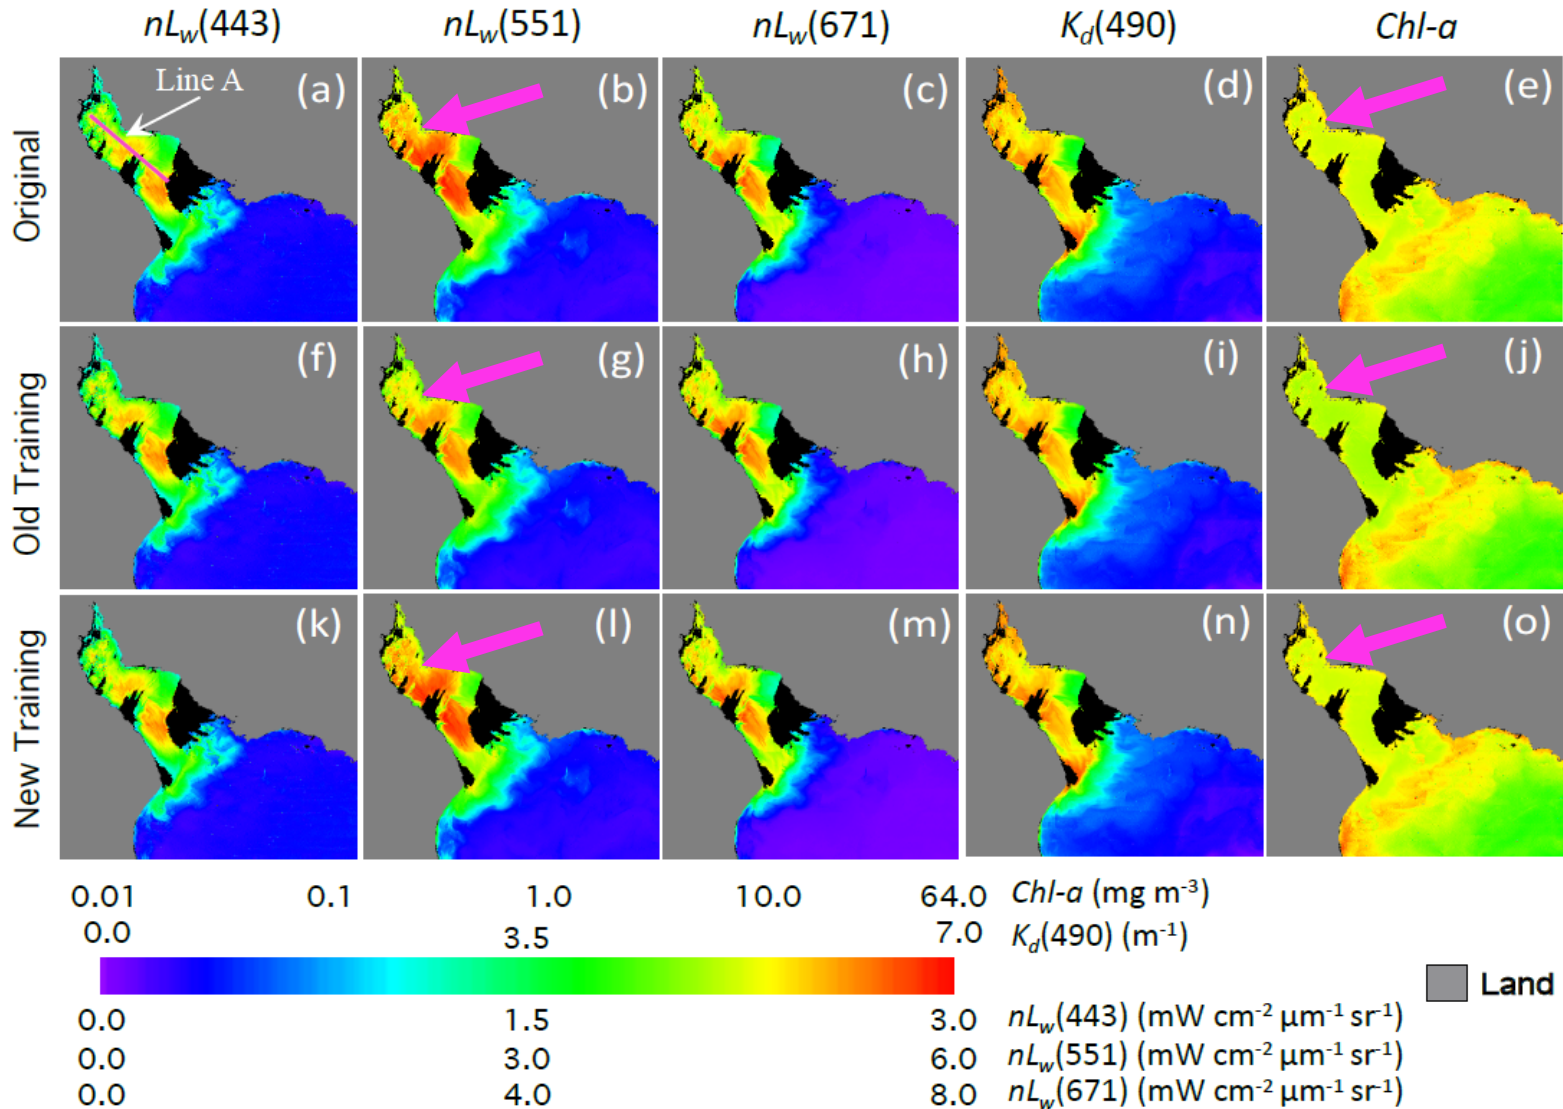 nLw(443) nLw(551) nLw(671) Kd(490) Chl-a
Original
Line A
(a) (b) (c) (d) (e)
Old Training
(f) (g) (h) (i) (j)
New Training
(k) (l) (m) (n) (o)
0.01 0.1 1.0 10.0 64.0 Chl-a (mg m-3)
0.0 3.5 7.0 Kd(490) (m-1)
Land
0.0 1.5 3.0 nLw(443) (mW cm-2 μm-1 sr-1)
0.0 3.0 6.0 nLw(551) (mW cm-2 μm-1 sr-1)
0.0 4.0 8.0 nLw(671) (mW cm-2 μm-1 sr-1)